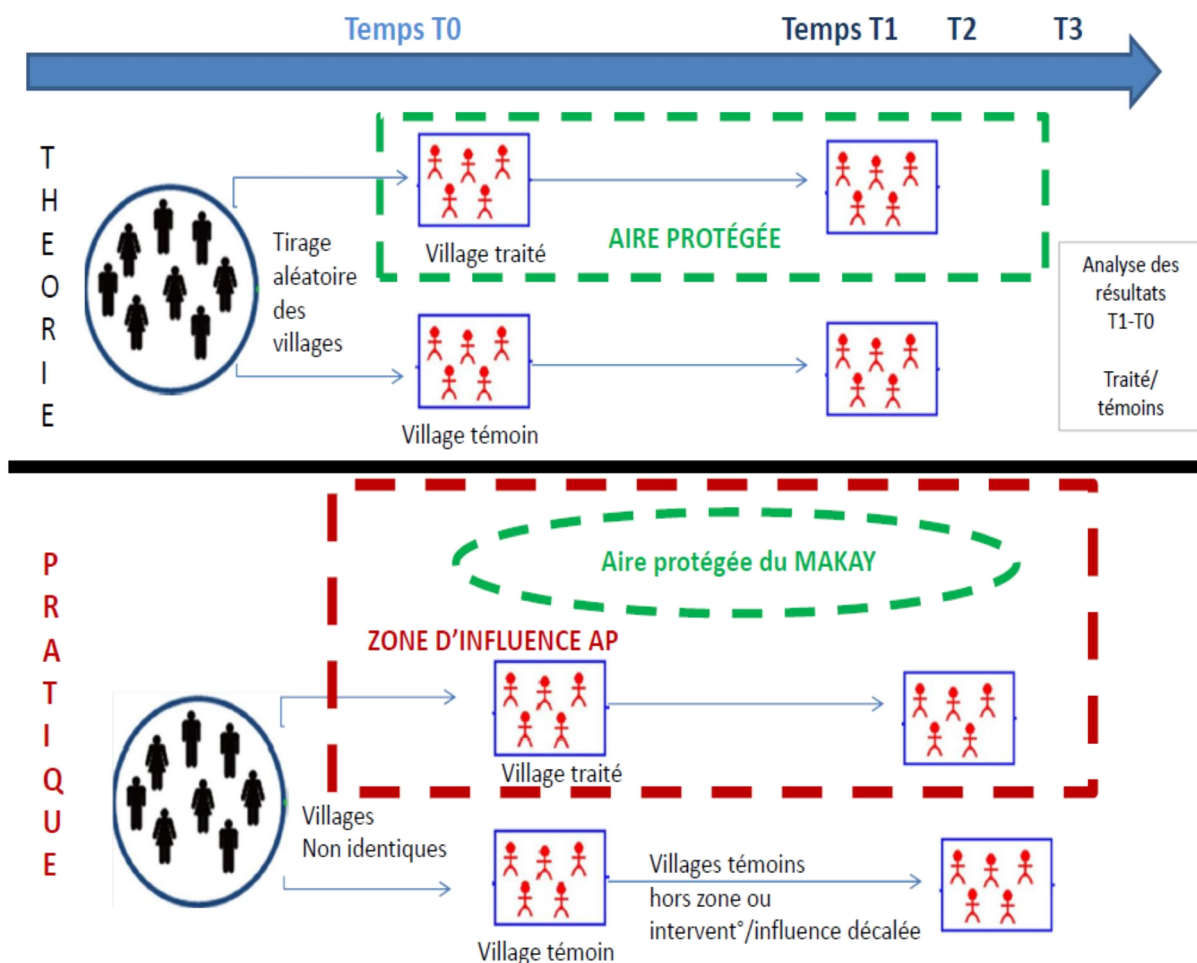 Temps T0
Temps T1
T2
T3
THEORIE
Tirage
aléatoire
des
villages
Village traité
AIRE PROTÉGÉE
Village témoin
Analyse des
résultats
T1-T0
Traité/
témoins
PRATIQUE
Aire protégée du MAKAY
ZONE D'INFLUENCE AP
Village traité
Villages
Non identiques
Village témoin
Villages témoins
hors zone ou
intervent°/influence décalée